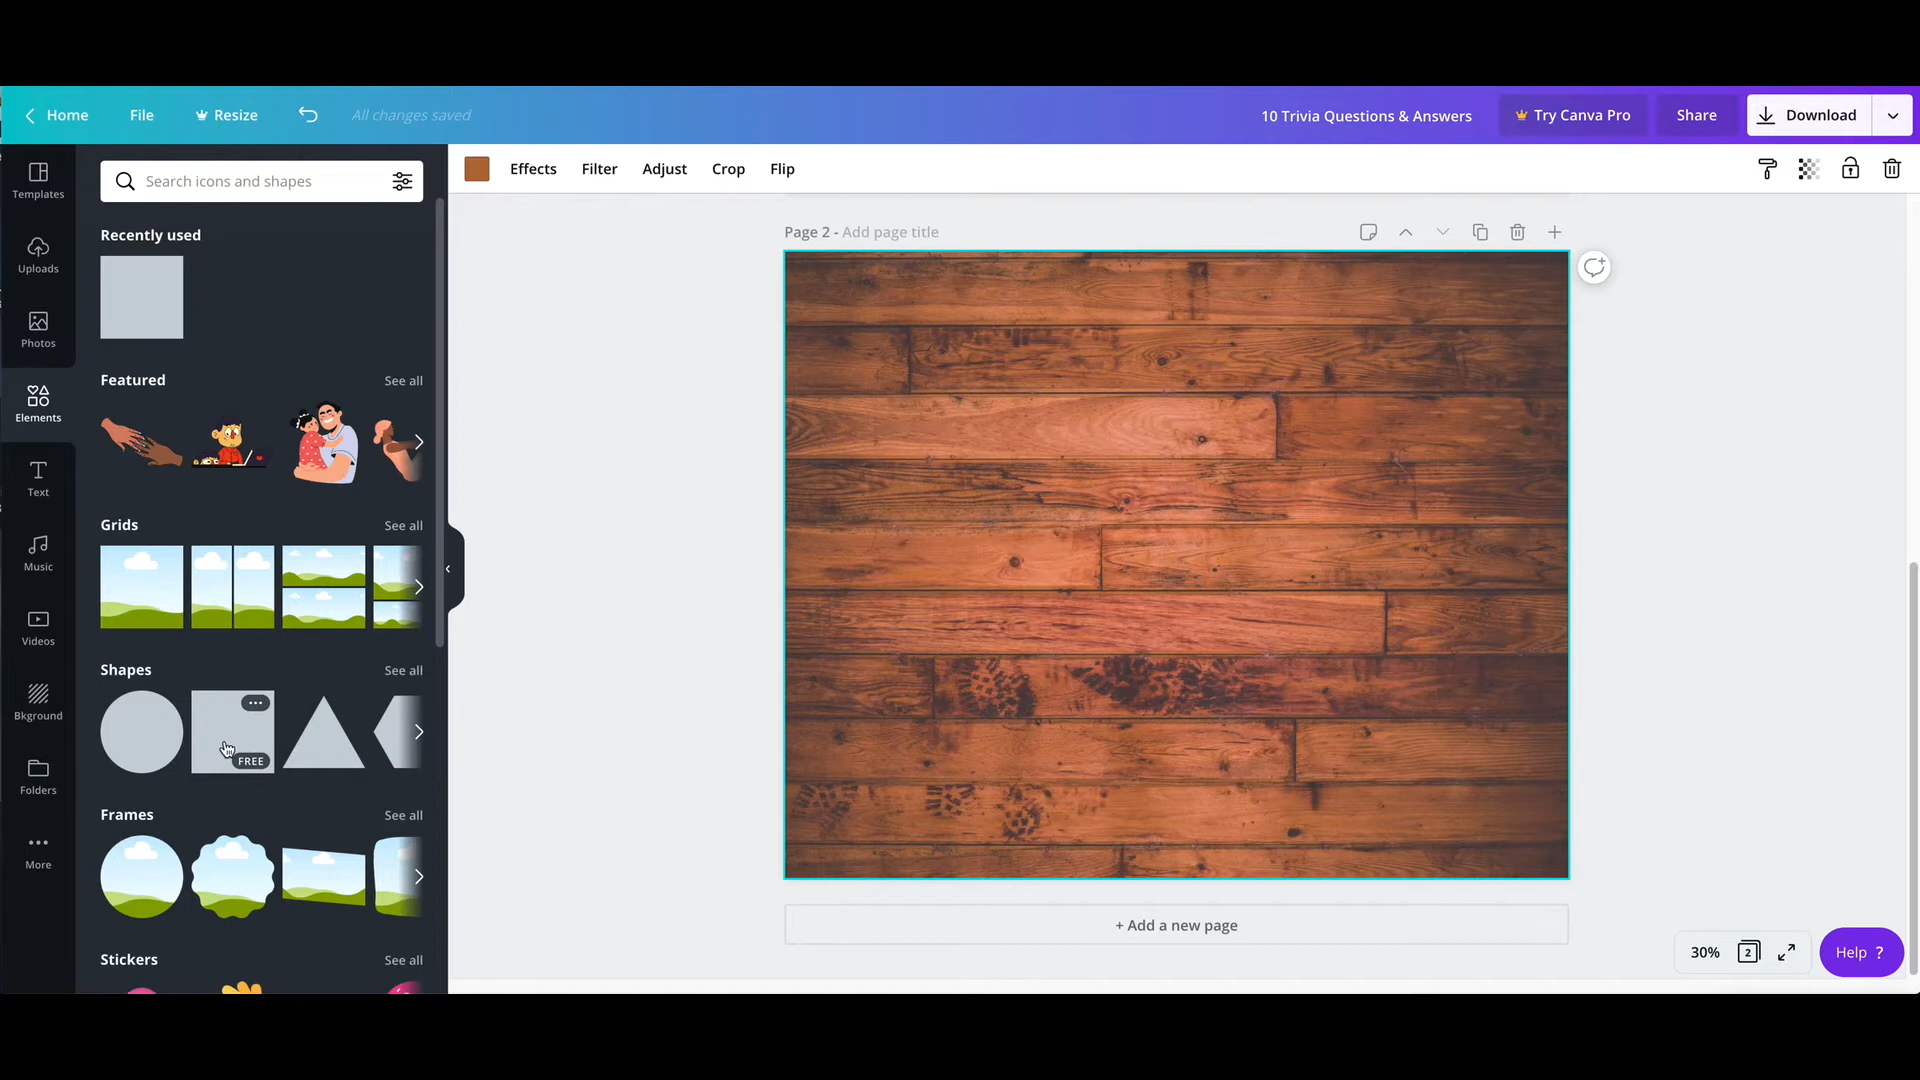 Home File Resize All changes saved 10 Trivia Questions & Answers Try Canva Pro Share Download
Templates
Uploads
Photos
Elements
Text
Music
Videos
Bkground
Folders
More
Search icons and shapes
Recently used
Featured See all
Grids See all
Shapes See all
FREE
Frames See all
Stickers See all
Effects Filter Adjust Crop Flip
Page 2 - Add page title
+ Add a new page
30% 2 Help ?